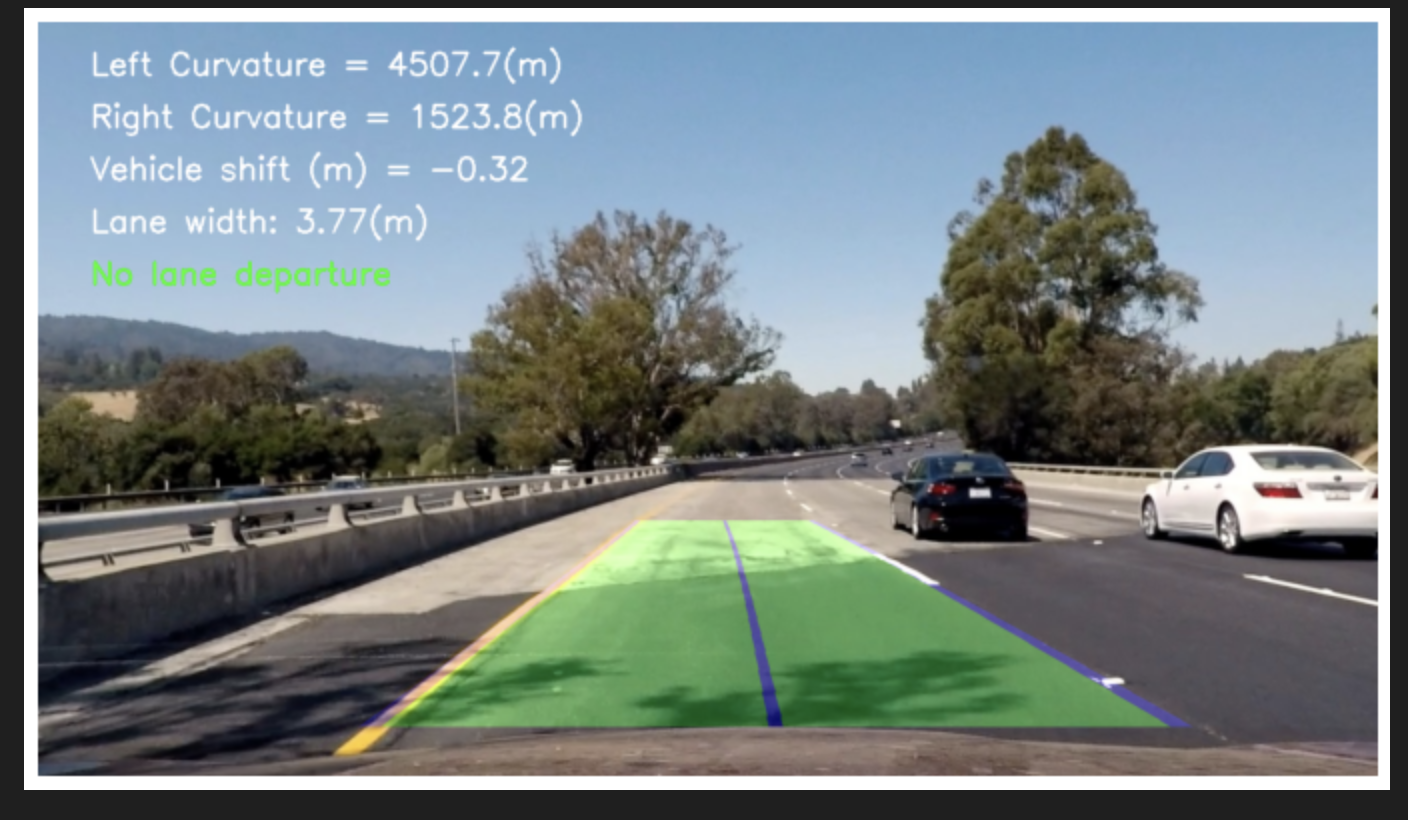 Left Curvature = 4507.7(m)
Right Curvature = 1523.8(m)
Vehicle shift (m) = −0.32
Lane width: 3.77(m)
No lane departure